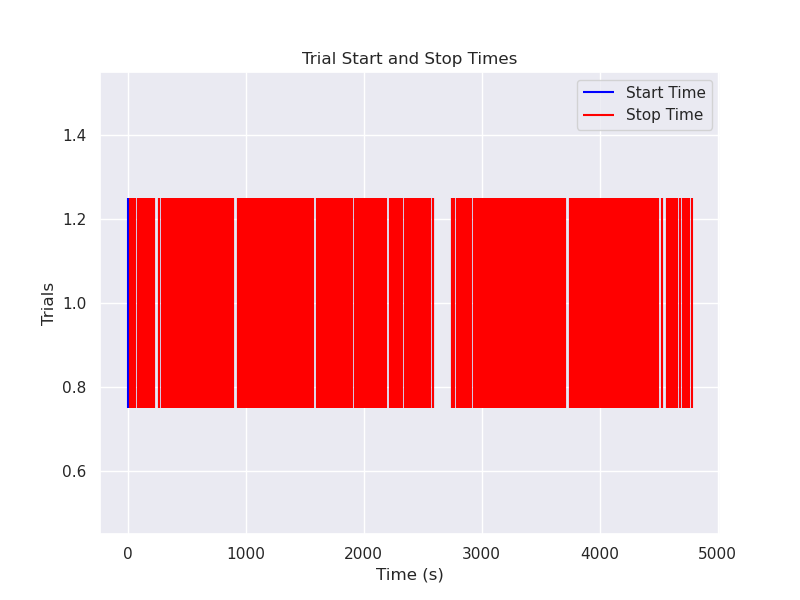 Trial Start and Stop Times
Start Time
Stop Time
1.4
1.2
1.0
0.8
0.6
Trials
0 1000 2000 3000 4000 5000
Time (s)